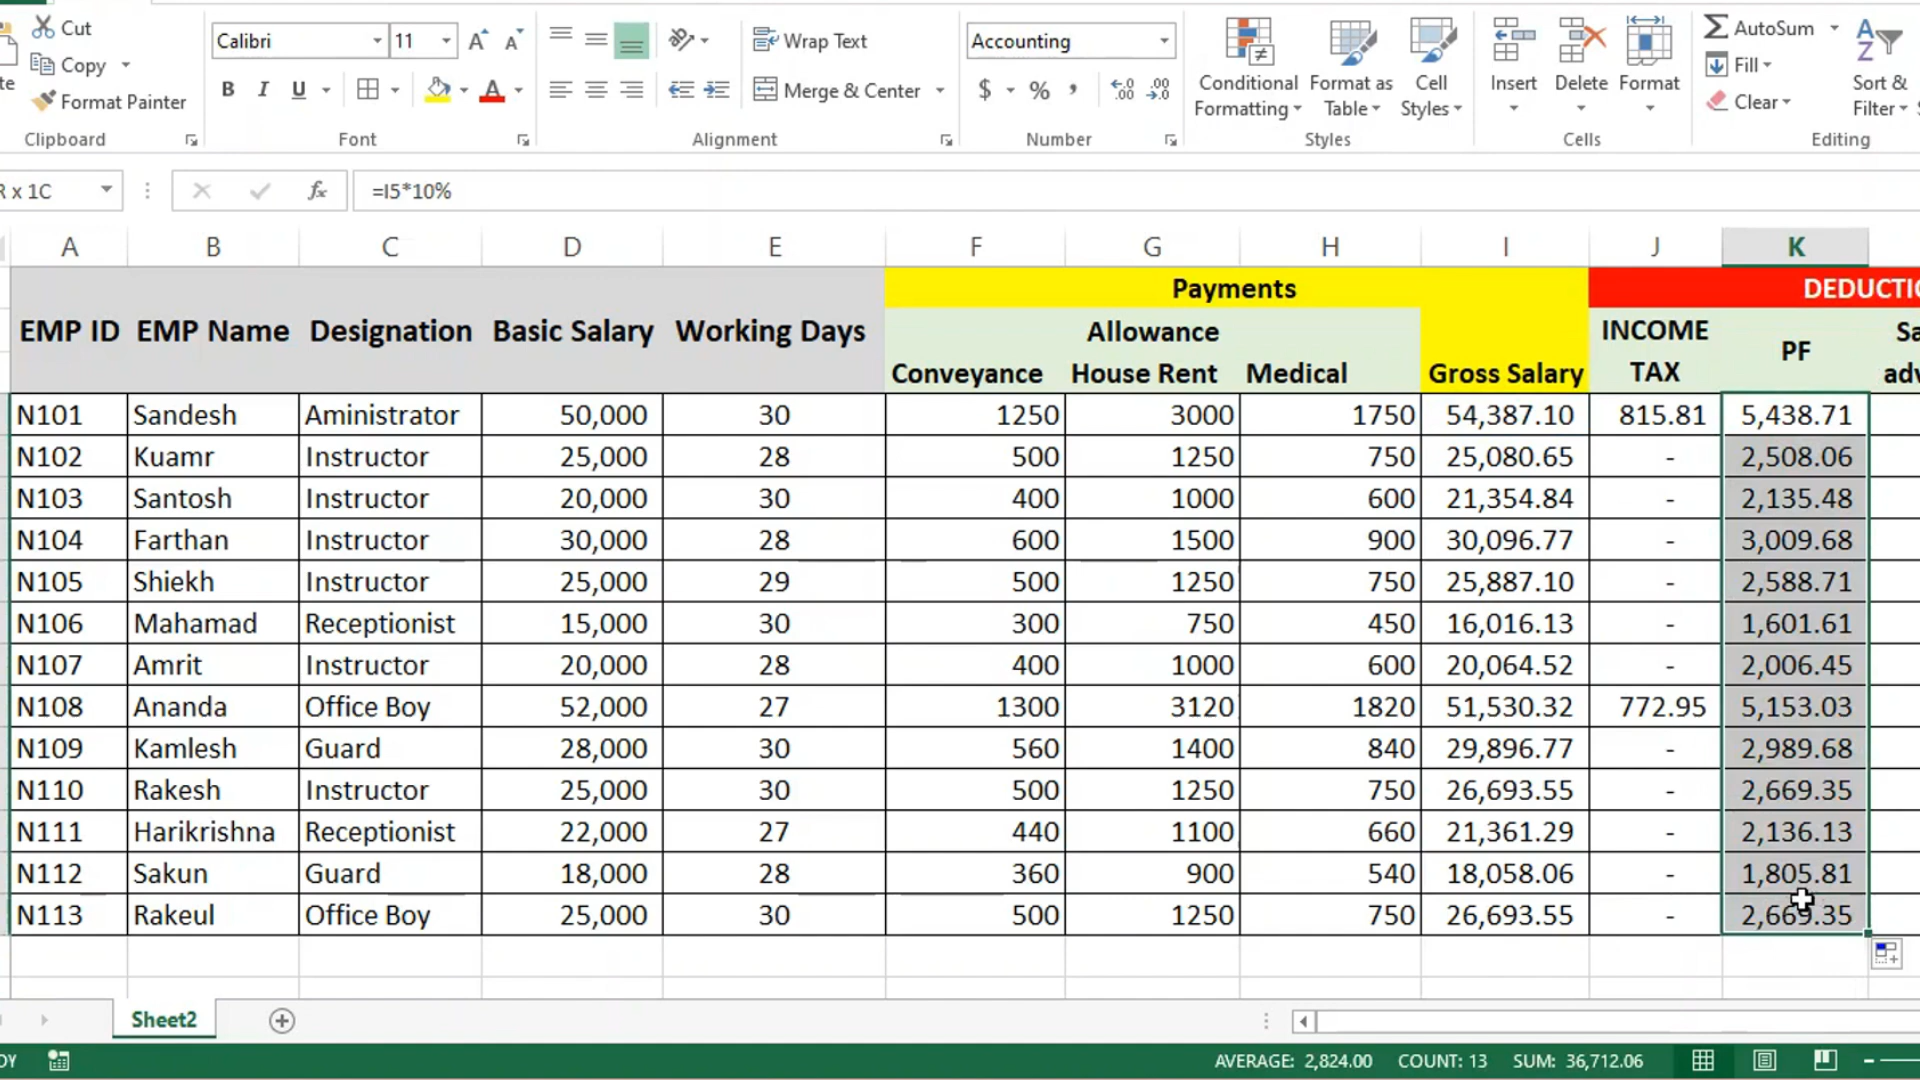 Cut
Copy
Format Painter
Clipboard
Calibri 11
B I U
Font
Wrap Text
Merge & Center
Alignment
Accounting
$ % ,
Number
Conditional Formatting
Format as Table
Cell Styles
Styles
Insert Delete Format
Cells
AutoSum
Fill
Clear
Sort & Filter
Editing
R x 1C fx =I5*10%
A B C D E F G H I J K
Payments DEDUCTIO
EMP ID EMP Name Designation Basic Salary Working Days Allowance INCOME TAX PF
Conveyance House Rent Medical Gross Salary
N101 Sandesh Aministrator 50,000 30 1250 3000 1750 54,387.10 815.81 5,438.71
N102 Kuamr Instructor 25,000 28 500 1250 750 25,080.65 - 2,508.06
N103 Santosh Instructor 20,000 30 400 1000 600 21,354.84 - 2,135.48
N104 Farthan Instructor 30,000 28 600 1500 900 30,096.77 - 3,009.68
N105 Shiekh Instructor 25,000 29 500 1250 750 25,887.10 - 2,588.71
N106 Mahamad Receptionist 15,000 30 300 750 450 16,016.13 - 1,601.61
N107 Amrit Instructor 20,000 28 400 1000 600 20,064.52 - 2,006.45
N108 Ananda Office Boy 52,000 27 1300 3120 1820 51,530.32 772.95 5,153.03
N109 Kamlesh Guard 28,000 30 560 1400 840 29,896.77 - 2,989.68
N110 Rakesh Instructor 25,000 30 500 1250 750 26,693.55 - 2,669.35
N111 Harikrishna Receptionist 22,000 27 440 1100 660 21,361.29 - 2,136.13
N112 Sakun Guard 18,000 28 360 900 540 18,058.06 - 1,805.81
N113 Rakeul Office Boy 25,000 30 500 1250 750 26,693.55 - 2,669.35
Sheet2
AVERAGE: 2,824.00 COUNT: 13 SUM: 36,712.06